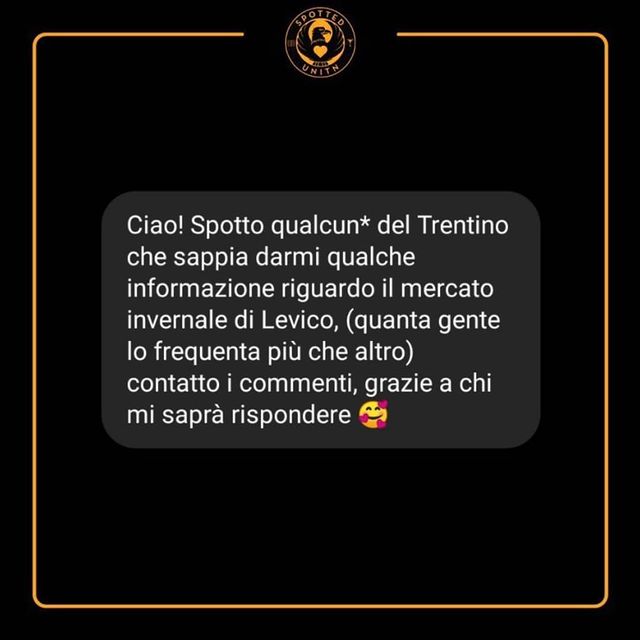 SPOTTED
UNITN
Ciao! Spotto qualcun* del Trentino
che sappia darmi qualche
informazione riguardo il mercato
invernale di Levico, (quanta gente
lo frequenta più che altro)
contatto i commenti, grazie a chi
mi saprà rispondere 🥰